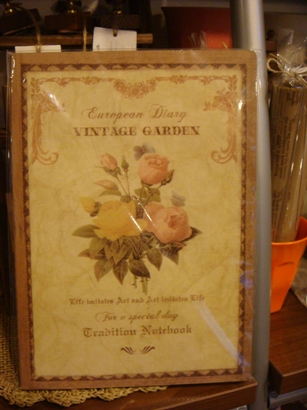 European Diary
VINTAGE GARDEN
Life imitates Art and Art Imitates Life
For a special day
Tradition Notebook